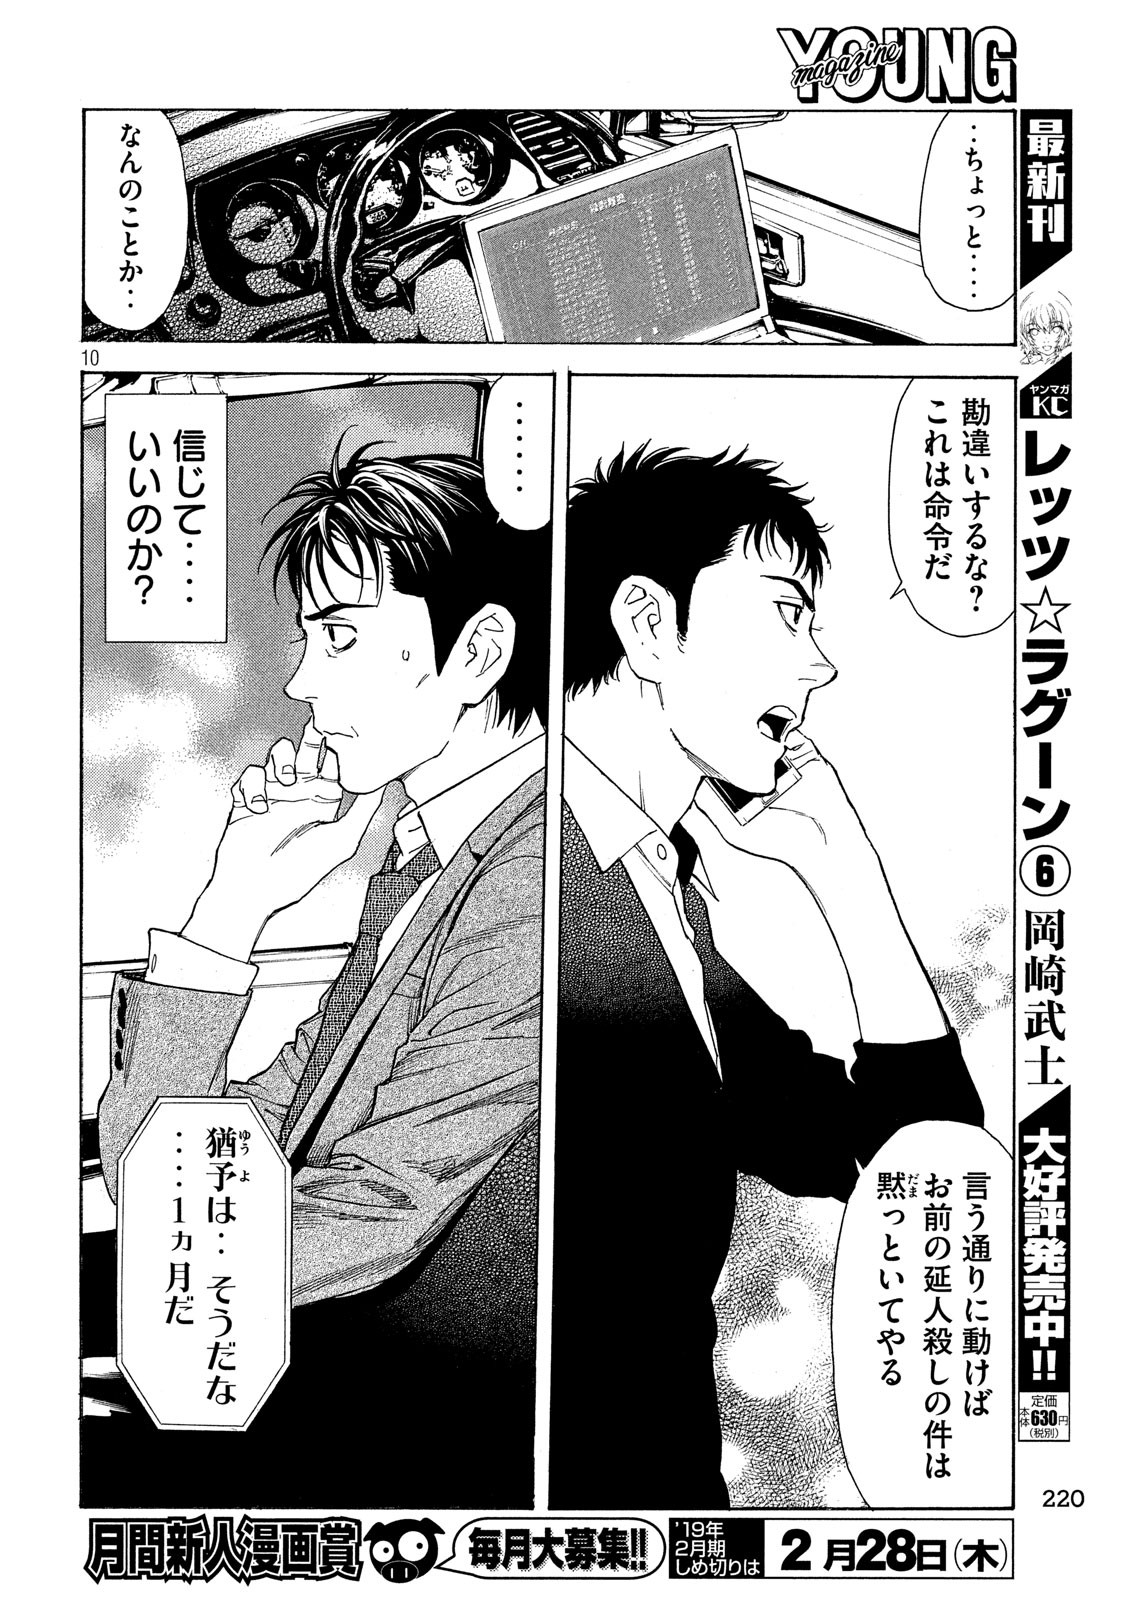 YOUNG
magazine
‥ちょっと‥‥
なんのことか‥
10
勘違いするな?
これは命令だ
言う通りに動けば
お前の延人殺しの件は
黙っといてやる
だま
‥‥‥
信じて‥‥
いいのか?
猶予は‥そうだな
ゆうよ
‥‥1ヵ月だ
最新刊
ヤンマガ
KC
レッツ☆ラグーン⑥
岡崎武士
大好評発売中!!
定価
本体630円
(税別)
220
月間新人漫画賞
毎月大募集!!
'19年
2月期
しめ切りは
2月28日(木)